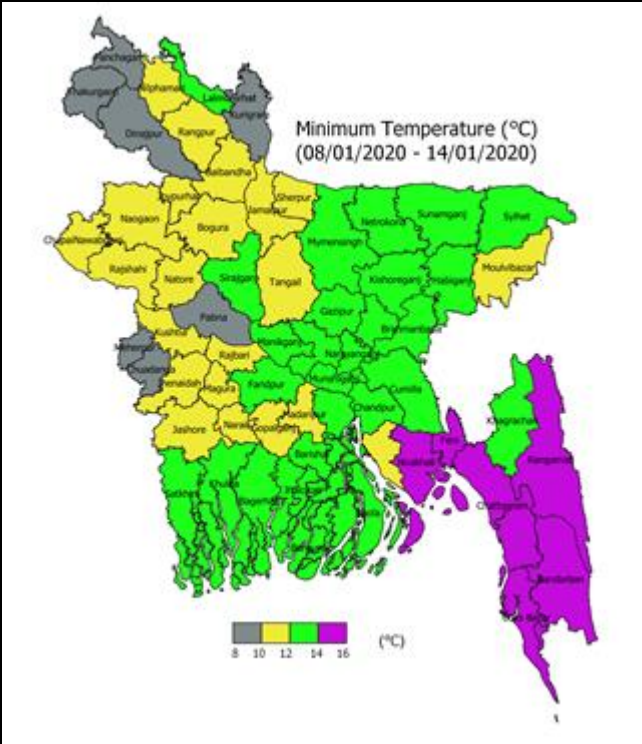 Panchagarh
Thakurgaon
Nilphamari
Lalmonirhat
Kurigram
Dinajpur
Rangpur
Minimum Temperature (°C)
(08/01/2020 - 14/01/2020)
Gaibandha
Joypurhat
Sherpur
Jamalpur
Naogaon
Bogura
Netrokona
Sunamganj
Sylhet
Mymensingh
ChapaiNawabganj
Rajshahi
Natore
Sirajganj
Tangail
Kishoreganj
Habiganj
Moulvibazar
Pabna
Gazipur
Kushtia
Meherpur
Manikganj
Brahmanbaria
Chuadanga
Rajbari
Narayanganj
Jhenaidah
Magura
Faridpur
Munshiganj
Cumilla
Jashore
Narail
Gopalganj
Madaripur
Chandpur
Khagrachari
Feni
Noakhali
Rangamati
Satkhira
Khulna
Bagerhat
Barishal
Bhola
Chattogram
Bandarban
8 10 12 14 16 (°C)